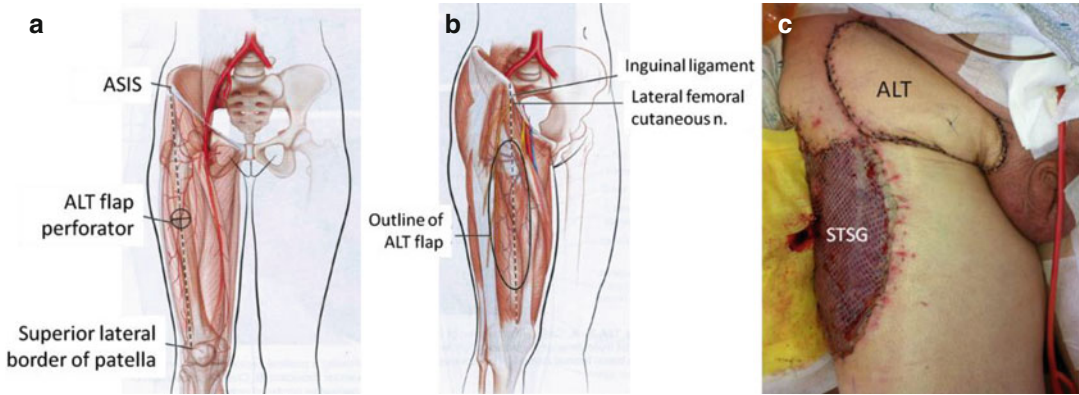 a
ASIS
ALT flap
perforator
Superior lateral
border of patella
b
Inguinal ligament
Lateral femoral
cutaneous n.
Outline of
ALT flap
c
ALT
STSG